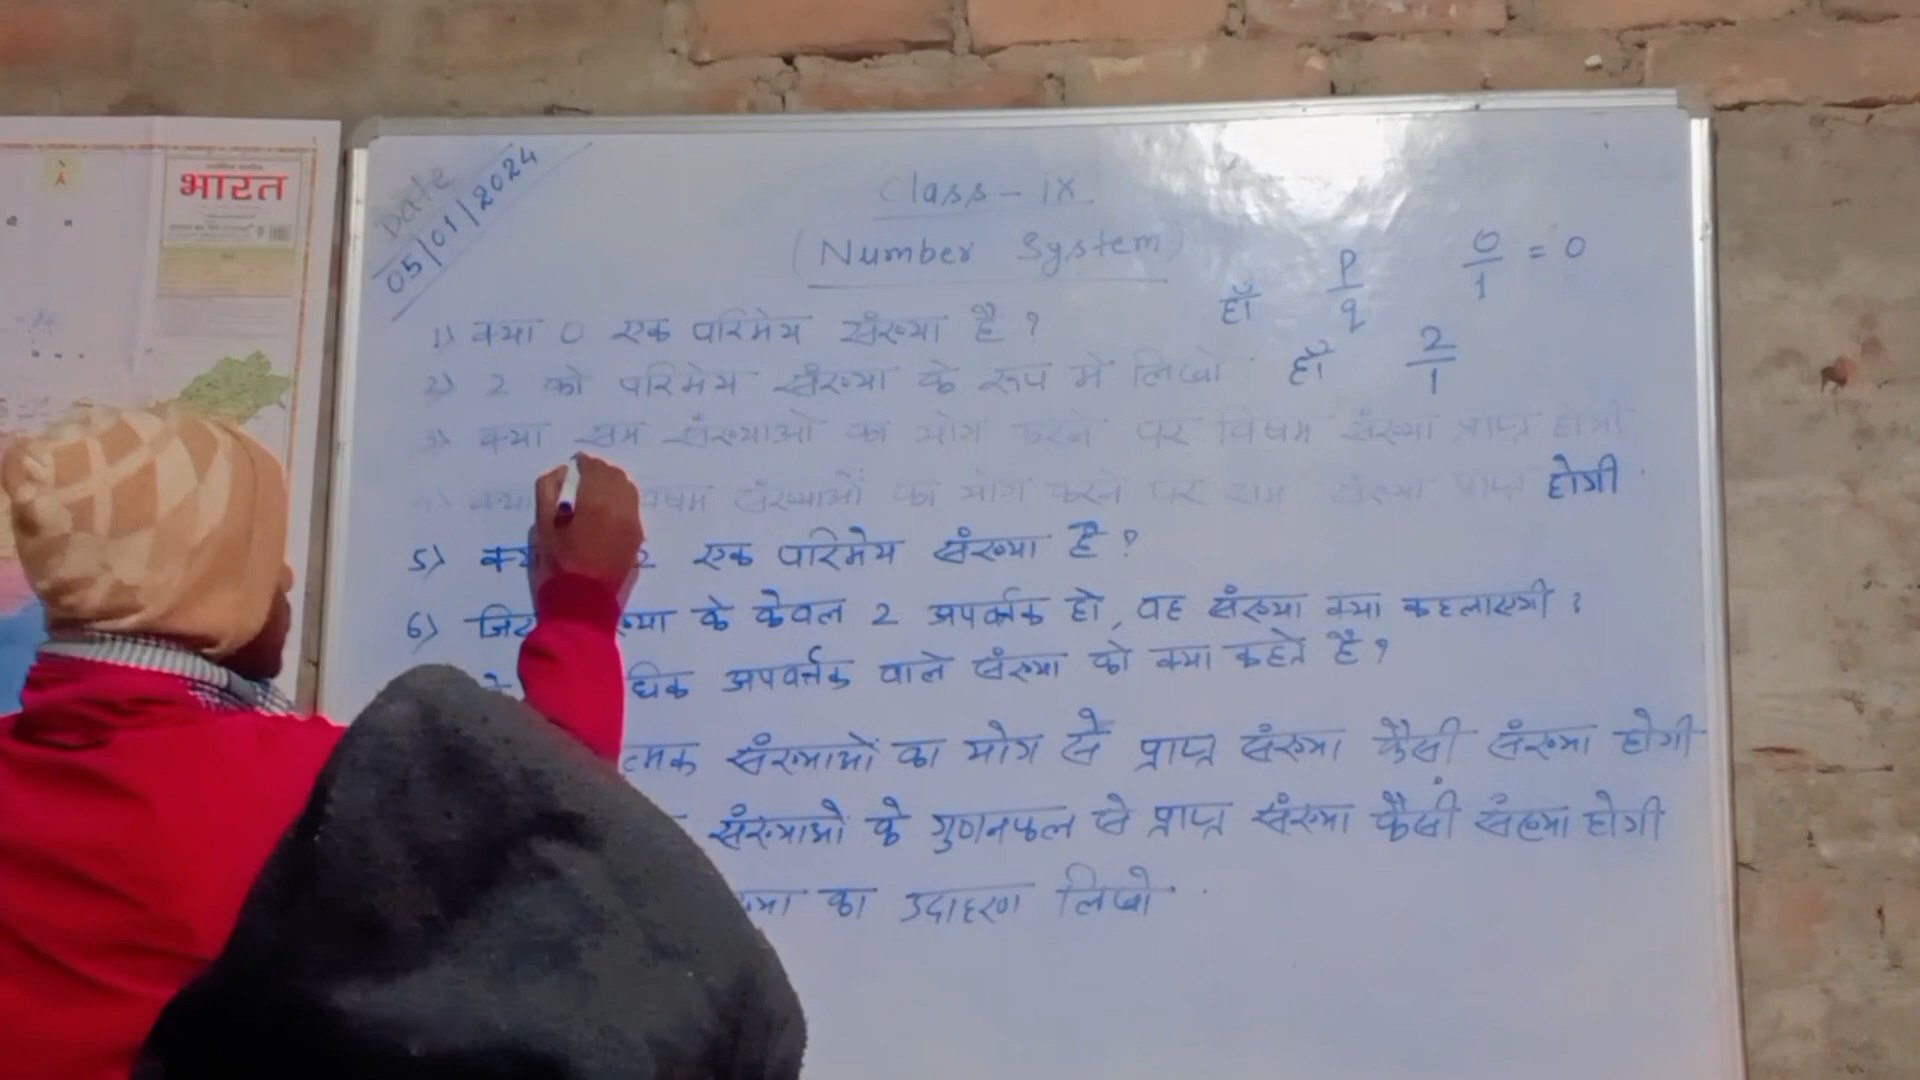 भारत
Date
05/01/2024
Class - IX
(Number System)
1) क्या 0 एक परिमेय संख्या है ? हाँ p/q 0/1 = 0
2) 2 को परिमेय संख्या के रूप में लिखो हाँ 2/1
3) क्या सम संख्याओ का योग करने पर विषम संख्या प्राप्त होगी
4) क्या संख्याओं का योग करने पर सम संख्या प्राप्त होगी
5) 2 एक परिमेय संख्या है ?
6) के केवल 2 अपवर्तक हो, वह संख्या क्या कहलाएगी ?
अपवर्त्तक वाले संख्या को क्या कहते है ?
संख्याओं का योग से प्राप्त संख्या कैसी संख्या होगी
संख्याओ के गुणनफल से प्राप्त संख्या कैसीं संख्या होगी
का उदाहरण लिखो